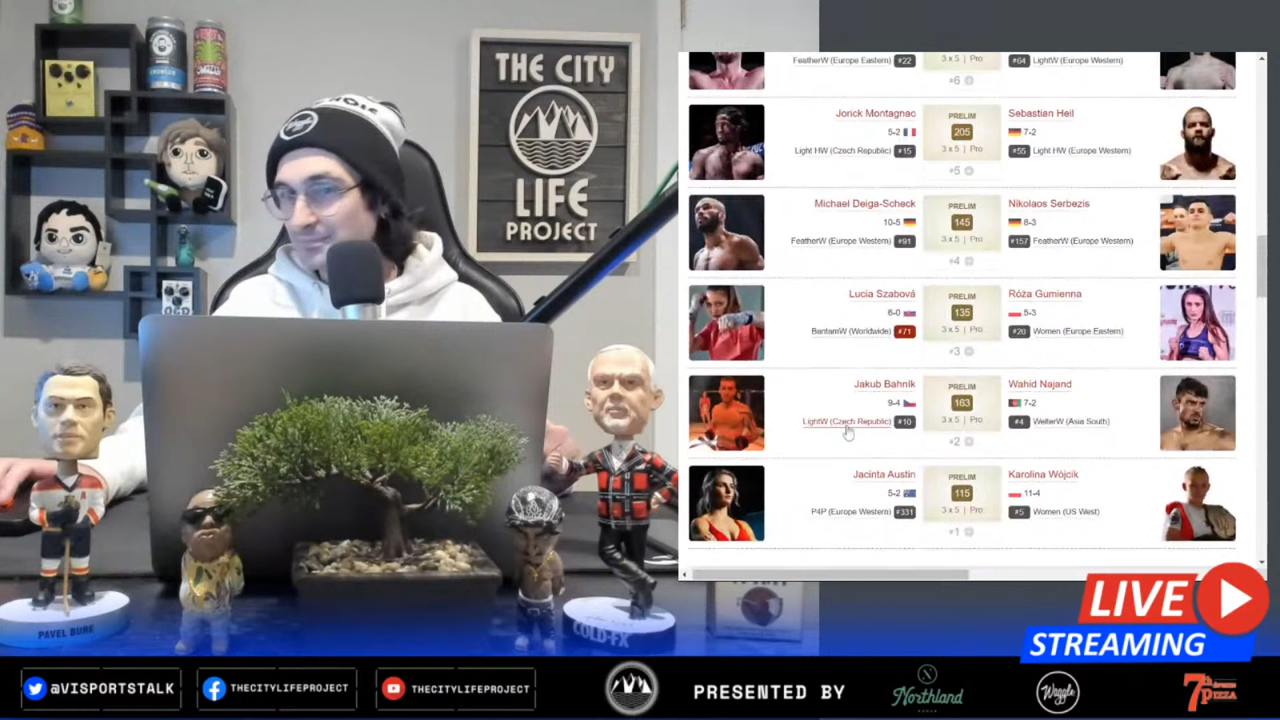 THE CITY
LIFE
PROJECT
FeatherW (Europe Eastern) #22
3 x 5 | Pro
#64 LightW (Europe Western)
#6
Jorick Montagnac
5-2
Light HW (Czech Republic) #15
PRELIM
205
3 x 5 | Pro
#5
Sebastian Heil
7-2
#55 Light HW (Europe Western)
Michael Deiga-Scheck
10-5
FeatherW (Europe Western) #91
PRELIM
145
3 x 5 | Pro
#4
Nikolaos Serbezis
8-3
#157 FeatherW (Europe Western)
Lucia Szabová
6-0
BantamW (Worldwide) #71
PRELIM
135
3 x 5 | Pro
#3
Róża Gumienna
5-3
#20 Women (Europe Eastern)
Jakub Bahník
9-4
LightW (Czech Republic) #10
PRELIM
163
3 x 5 | Pro
#2
Wahid Najand
7-2
#4 WelterW (Asia South)
Jacinta Austin
5-2
P4P (Europe Western) #331
PRELIM
115
3 x 5 | Pro
#1
Karolina Wójcik
11-4
#5 Women (US West)
PAVEL BURE
COLD-FX
LIVE
STREAMING
@VISPORTSTALK
THECITYLIFEPROJECT
THECITYLIFEPROJECT
PRESENTED BY
Northland
Waggle
7th
PIZZA